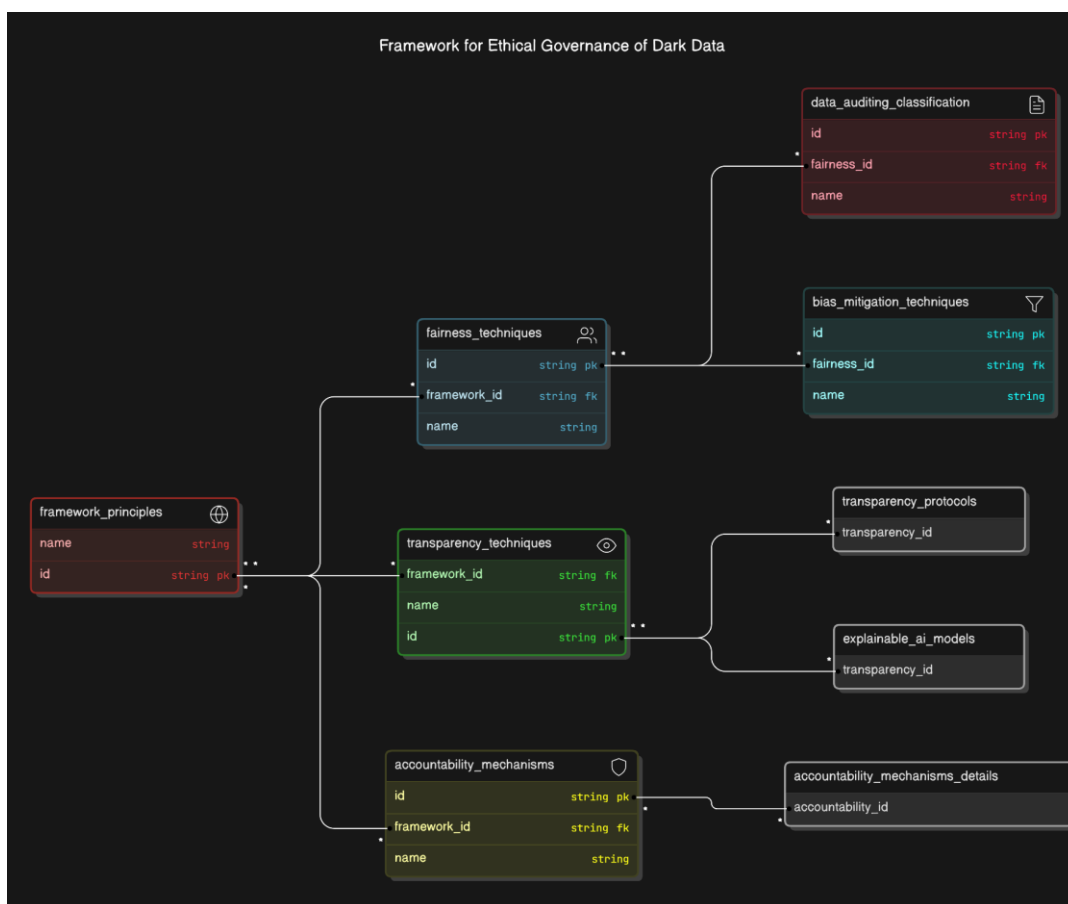 Framework for Ethical Governance of Dark Data
data_auditing_classification
id string pk
fairness_id string fk
name string
bias_mitigation_techniques
id string pk
fairness_id string fk
name string
fairness_techniques
id string pk
framework_id string fk
name string
framework_principles
name string
id string pk
transparency_techniques
framework_id string fk
name string
id string pk
transparency_protocols
transparency_id
explainable_ai_models
transparency_id
accountability_mechanisms
id string pk
framework_id string fk
name string
accountability_mechanisms_details
accountability_id